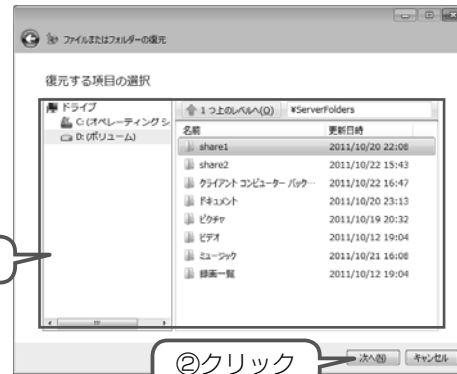 ファイルまたはフォルダーの復元
復元する項目の選択
ドライブ
C: (オペレーティング シ
D: (ボリューム)
1 つ上のレベルへ(O) ¥ServerFolders
名前 更新日時
share1 2011/10/20 22:08
share2 2011/10/22 15:43
クライアント コンピューター バック… 2011/10/22 16:47
ドキュメント 2011/10/20 23:13
ピクチャ 2011/10/19 20:32
ビデオ 2011/10/12 19:04
ミュージック 2011/10/21 16:08
録画一覧 2011/10/12 19:04
②クリック
次へ(N) キャンセル